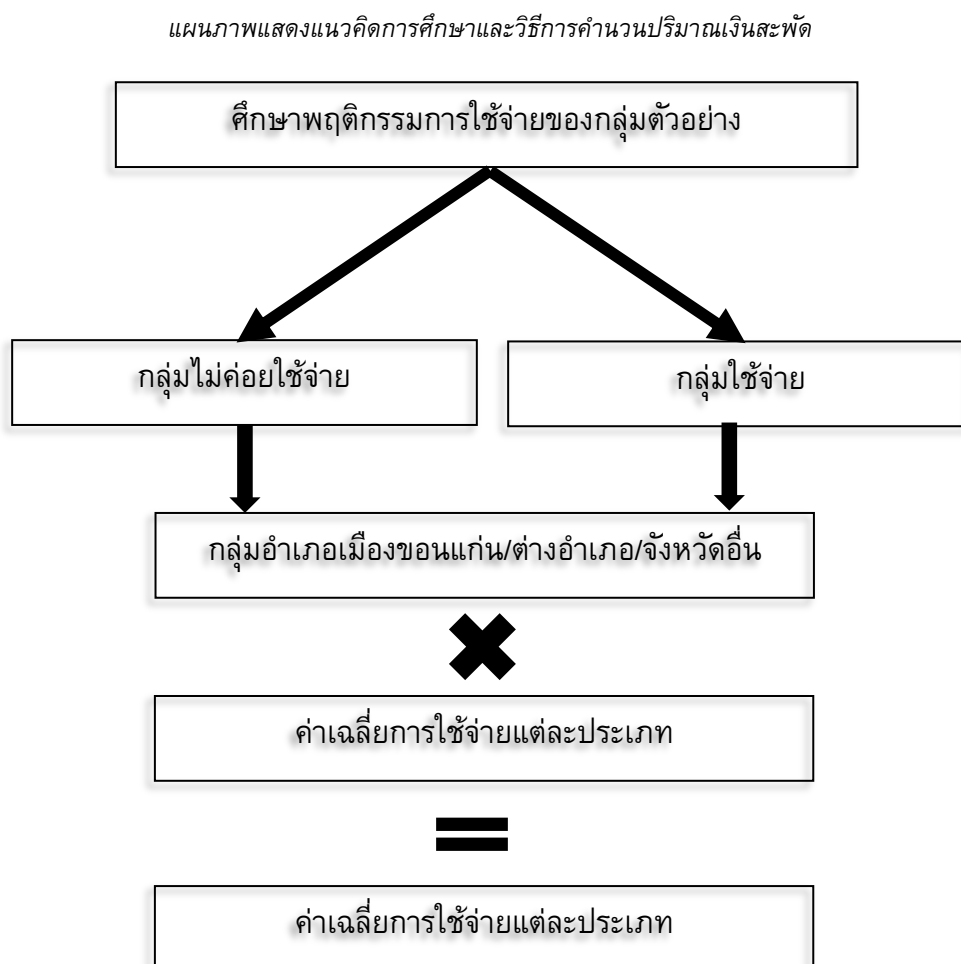 แผนภาพแสดงแนวคิดการศึกษาและวิธีการคำนวนปริมาณเงินสะพัด
ศึกษาพฤติกรรมการใช้จ่ายของกลุ่มตัวอย่าง
กลุ่มไม่ค่อยใช้จ่าย
กลุ่มใช้จ่าย
กลุ่มอำเภอเมืองขอนแก่น/ต่างอำเภอ/จังหวัดอื่น
ค่าเฉลี่ยการใช้จ่ายแต่ละประเภท
ค่าเฉลี่ยการใช้จ่ายแต่ละประเภท